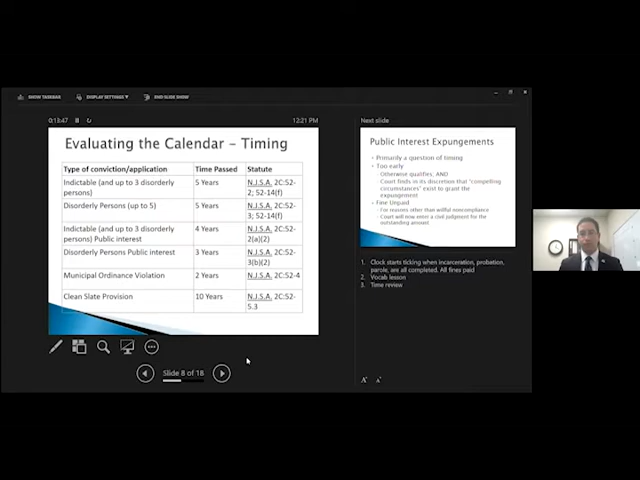 SHOW TASKBAR
DISPLAY SETTINGS ▾
END SLIDE SHOW
0:13:47
12:21 PM
Evaluating the Calendar – Timing
Type of conviction/application Time Passed Statute
Indictable (and up to 3 disorderly 5 Years N.J.S.A. 2C:52-
persons) 2; 52-14(f)
Disorderly Persons (up to 5) 5 Years N.J.S.A. 2C:52-
3; 52-14(f)
Indictable (and up to 3 disorderly 4 Years N.J.S.A. 2C:52-
persons) Public interest 2(a)(2)
Disorderly Persons Public interest 3 Years N.J.S.A. 2C:52-
3(b)(2)
Municipal Ordinance Violation 2 Years N.J.S.A. 2C:52-4
Clean Slate Provision 10 Years N.J.S.A. 2C:52-
5.3
Slide 8 of 18
Next slide
Public Interest Expungements
Primarily a question of timing
Too early
Otherwise qualifies; AND
Court finds in its discretion that "compelling
circumstances" exist to grant the
expungement
Fine Unpaid
For reasons other than willful noncompliance
Court will now enter a civil judgment for the
outstanding amount
1. Clock starts ticking when incarceration, probation,
parole, are all completed. All fines paid
2. Vocab lesson
3. Time review
A A